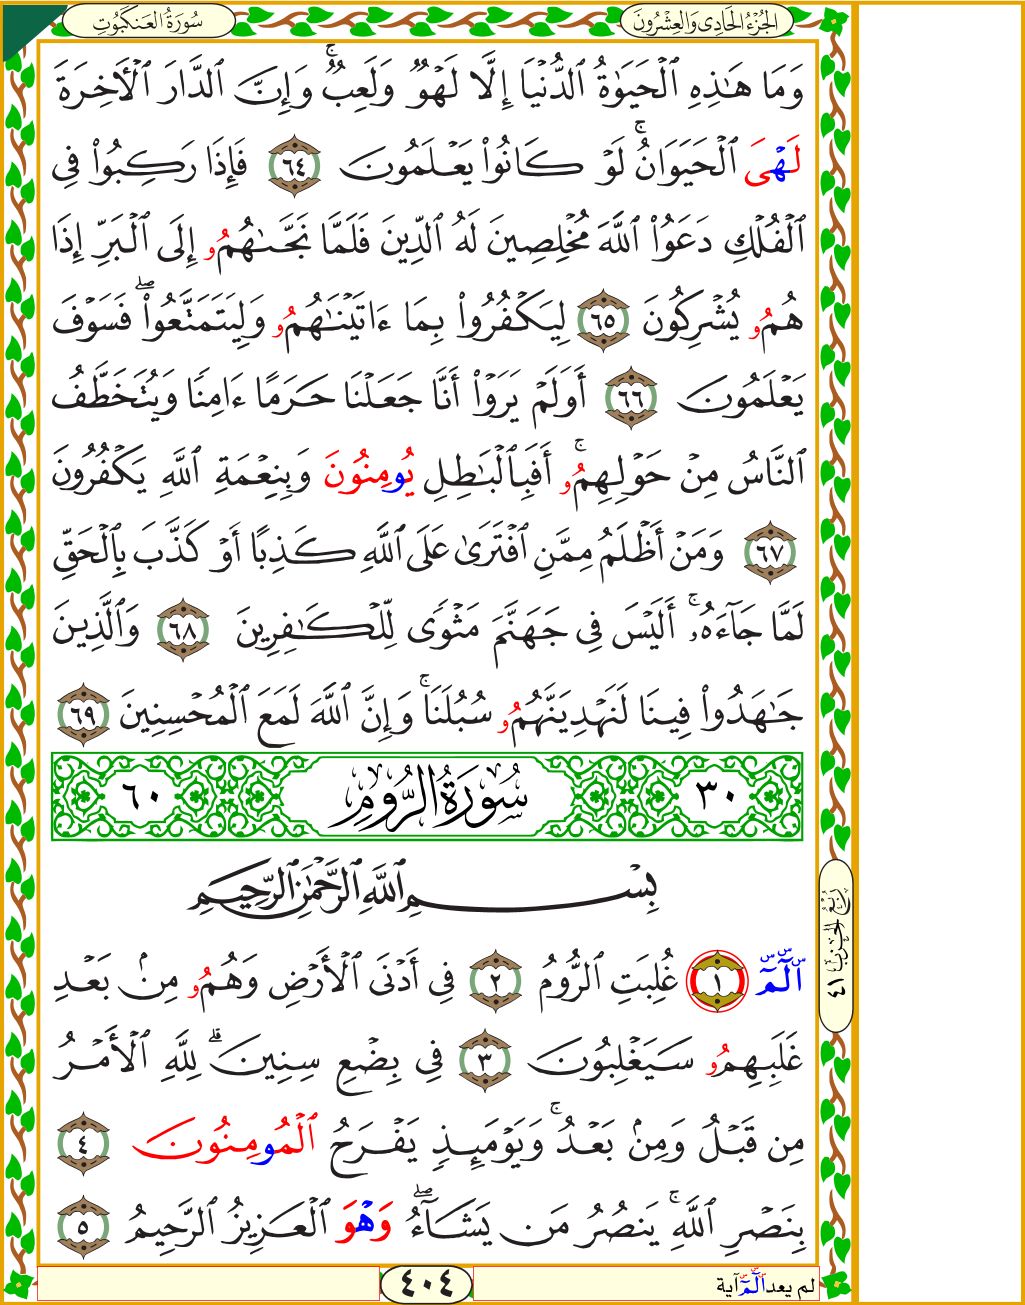 سُورَةُ العَنكَبُوتِ
الجُزْءُ الحَادِى وَالعِشْرُونَ
وَمَا هَٰذِهِ ٱلْحَيَوٰةُ ٱلدُّنْيَا إِلَّا لَهْوٌ وَلَعِبٌ ۚ وَإِنَّ ٱلدَّارَ ٱلْأَخِرَةَ
لَهْىَ ٱلْحَيَوَانُ ۚ لَوْ كَانُوا۟ يَعْلَمُونَ ٦٤ فَإِذَا رَكِبُوا۟ فِى
ٱلْفُلْكِ دَعَوُا۟ ٱللَّهَ مُخْلِصِينَ لَهُ ٱلدِّينَ فَلَمَّا نَجَّىٰهُمُۥ إِلَى ٱلْبَرِّ إِذَا
هُمُۥ يُشْرِكُونَ ٦٥ لِيَكْفُرُوا۟ بِمَا ءَاتَيْنَٰهُمُۥ وَلِيَتَمَتَّعُوا۟ ۖ فَسَوْفَ
يَعْلَمُونَ ٦٦ أَوَلَمْ يَرَوْا۟ أَنَّا جَعَلْنَا حَرَمًا ءَامِنًا وَيُتَخَطَّفُ
ٱلنَّاسُ مِنْ حَوْلِهِمُۥ ۚ أَفَبِٱلْبَٰطِلِ يُومِنُونَ وَبِنِعْمَةِ ٱللَّهِ يَكْفُرُونَ
٦٧ وَمَنْ أَظْلَمُ مِمَّنِ ٱفْتَرَىٰ عَلَى ٱللَّهِ كَذِبًا أَوْ كَذَّبَ بِٱلْحَقِّ
لَمَّا جَآءَهُۥ ۚ أَلَيْسَ فِى جَهَنَّمَ مَثْوًى لِّلْكَٰفِرِينَ ٦٨ وَٱلَّذِينَ
جَٰهَدُوا۟ فِينَا لَنَهْدِيَنَّهُمُۥ سُبُلَنَا ۚ وَإِنَّ ٱللَّهَ لَمَعَ ٱلْمُحْسِنِينَ ٦٩
٣٠ سُورَةُ الرُّومِ ٦٠
بِسْمِ ٱللَّهِ ٱلرَّحْمَٰنِ ٱلرَّحِيمِ
الٓمٓ ١ غُلِبَتِ ٱلرُّومُ ٢ فِى أَدْنَى ٱلْأَرْضِ وَهُمُۥ مِنۢ بَعْدِ
غَلَبِهِمُۥ سَيَغْلِبُونَ ٣ فِى بِضْعِ سِنِينَ ۗ لِلَّهِ ٱلْأَمْرُ
مِن قَبْلُ وَمِنۢ بَعْدُ ۚ وَيَوْمَئِذٍ يَفْرَحُ ٱلْمُومِنُونَ ٤
بِنَصْرِ ٱللَّهِ ۚ يَنصُرُ مَن يَشَآءُ ۖ وَهْوَ ٱلْعَزِيزُ ٱلرَّحِيمُ ٥
رُبْعُ الحِزْبِ ٤١
لم يعد الٓمٓ آية
٤٠٤